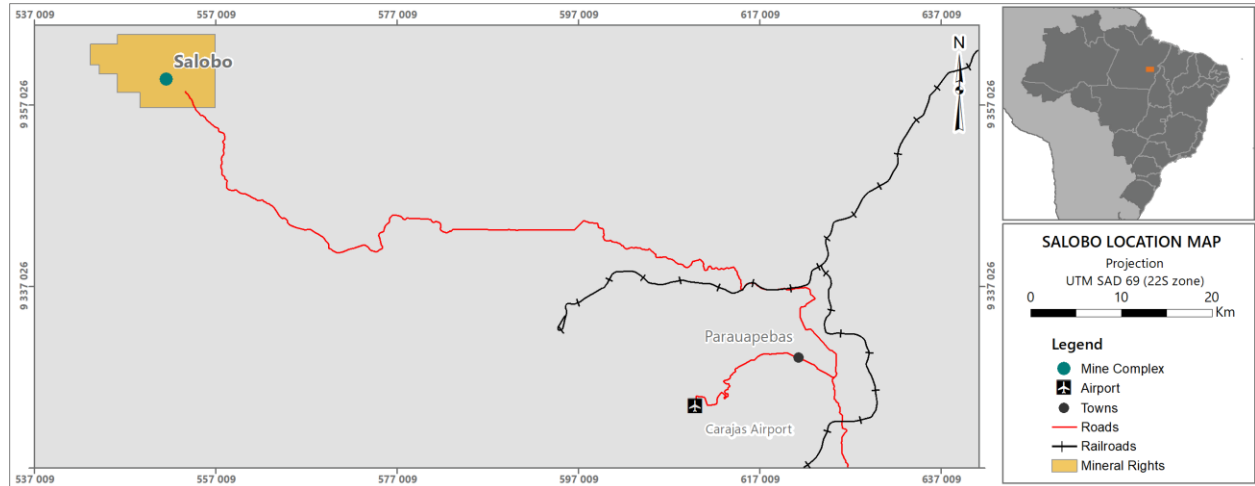 537 009 557 009 577 009 597 009 617 009 637 009
Salobo
N
9 357 026 9 357 026
9 337 026 9 337 026
Parauapebas
Carajas Airport
537 009 557 009 577 009 597 009 617 009 637 009
SALOBO LOCATION MAP
Projection
UTM SAD 69 (22S zone)
0 10 20
Km
Legend
Mine Complex
Airport
Towns
Roads
Railroads
Mineral Rights